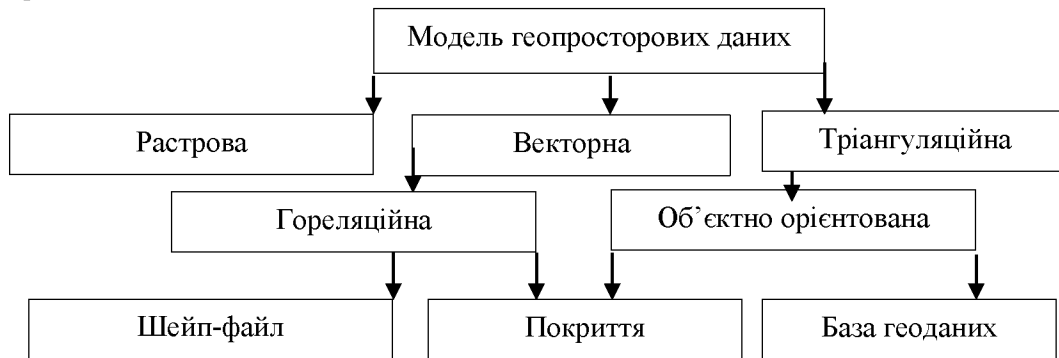 Модель геопросторових даних
Растрова
Векторна
Тріангуляційна
Гореляційна
Об’єктно орієнтована
Шейп-файл
Покриття
База геоданих